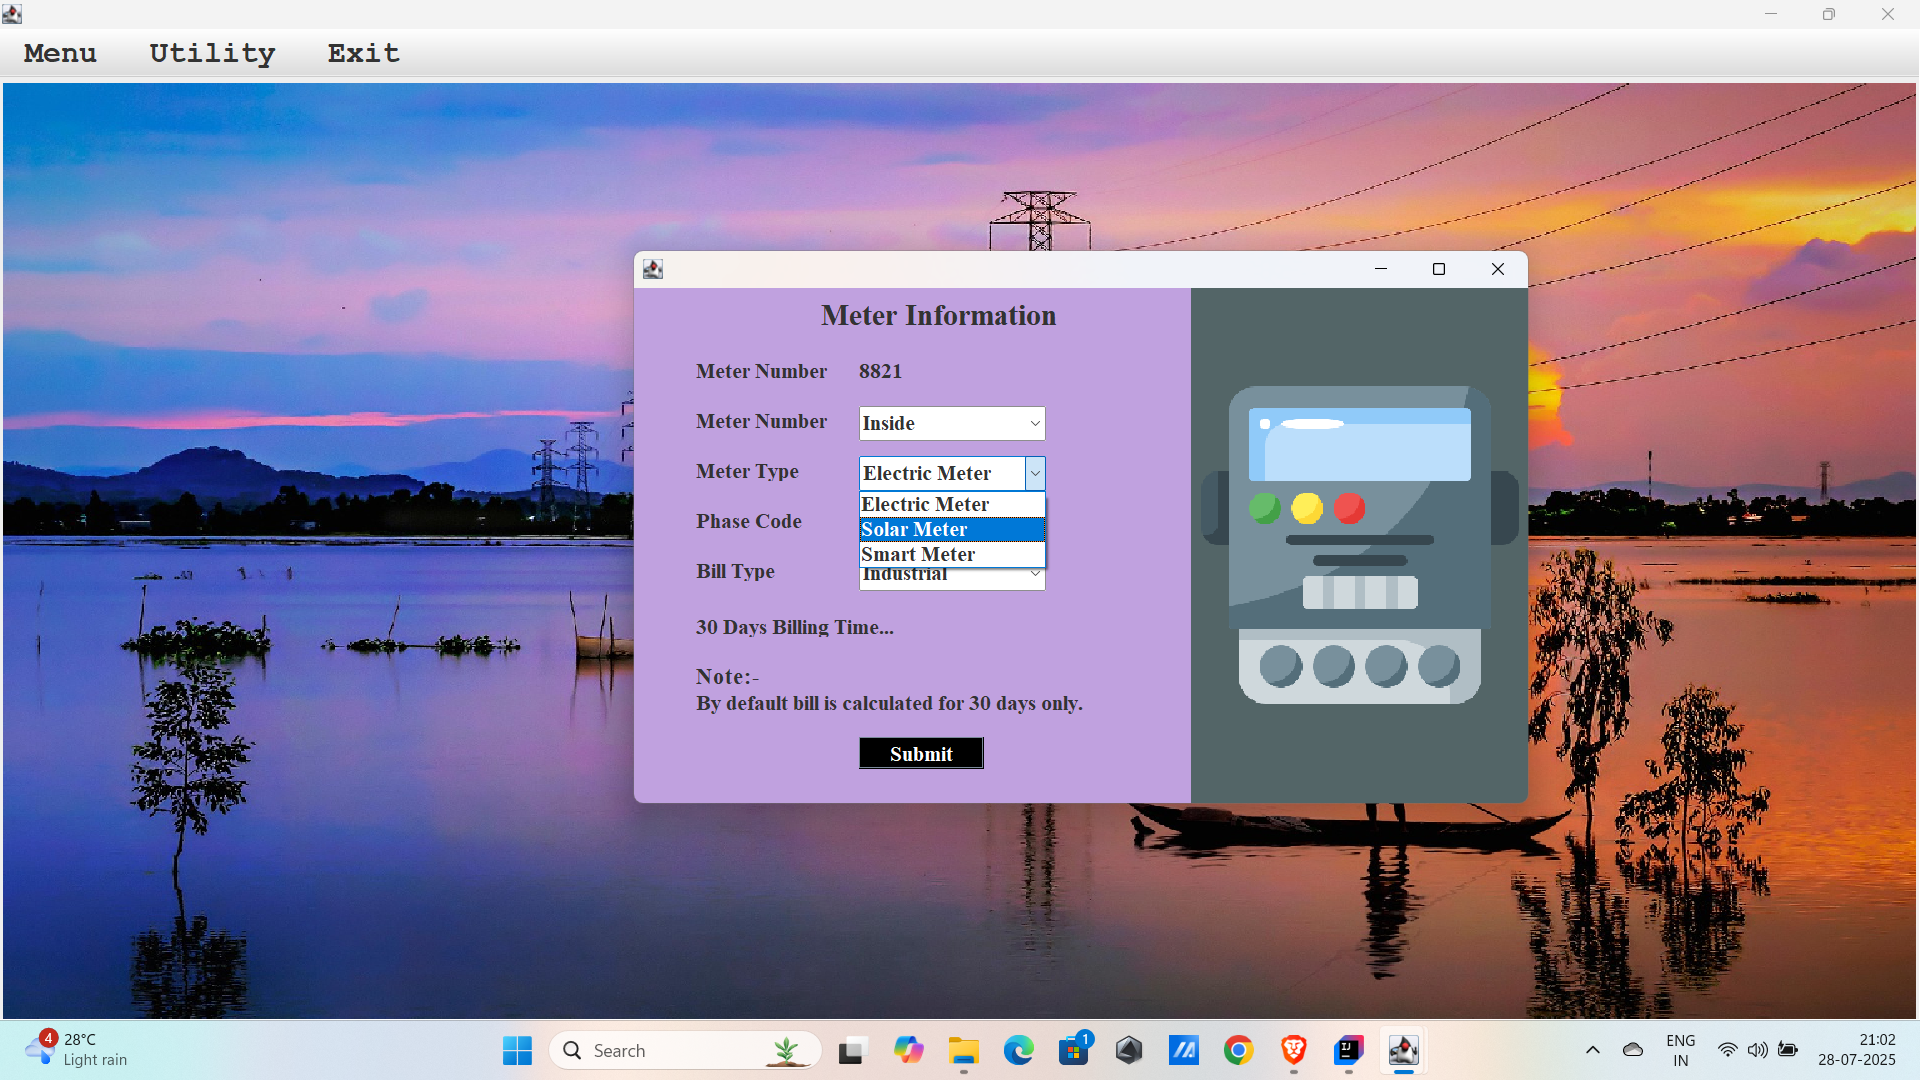 Menu Utility Exit
Meter Information
Meter Number 8821
Meter Number Inside
Meter Type Electric Meter
Electric Meter
Phase Code Solar Meter
Smart Meter
Bill Type Industrial
30 Days Billing Time...
Note:-
By default bill is calculated for 30 days only.
Submit
4 28°C
Light rain
Search
1
ENG
IN
21:02
28-07-2025